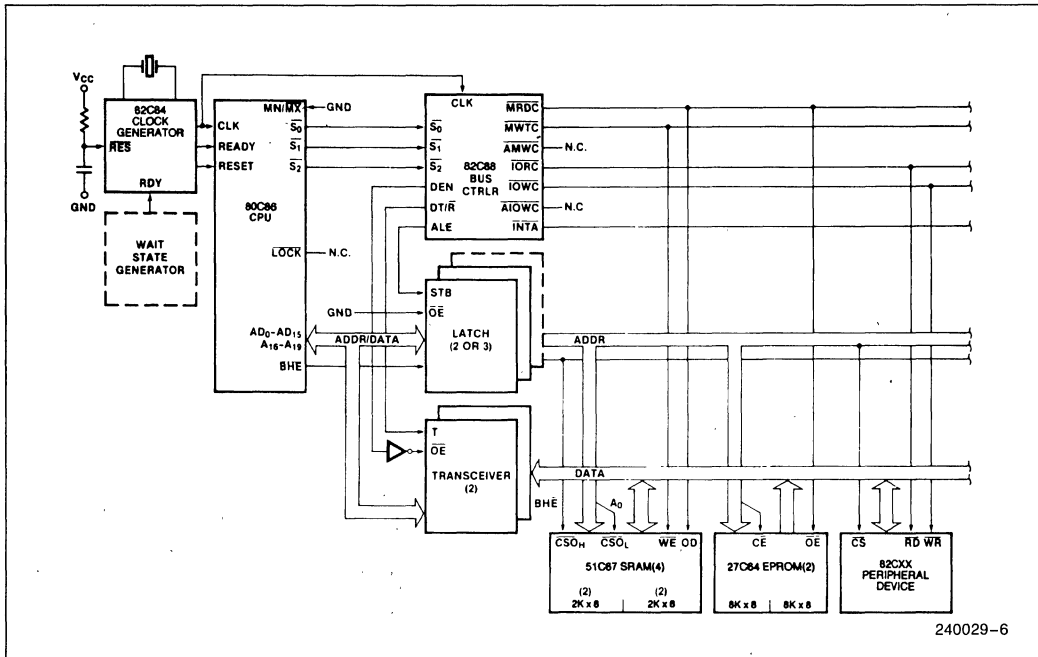 VCC
82C84
CLOCK
GENERATOR
RES
RDY
GND
WAIT
STATE
GENERATOR
MN/MX
GND
CLK
READY
RESET
S0
S1
S2
80C86
CPU
LOCK
N.C.
AD0-AD15
A16-A19
ADDR/DATA
BHE
CLK
S0
S1
S2
DEN
DT/R
ALE
82C88
BUS
CTRLR
MRDC
MWTC
AMWC
N.C.
IORC
IOWC
AIOWC
N.C
INTA
STB
GND
OE
LATCH
(2 OR 3)
ADDR
T
OE
TRANSCEIVER
(2)
DATA
BHE
A0
CSOH
CSOL
WE OD
51C87 SRAM(4)
(2)
2K x 8
(2)
2K x 8
CE
OE
27C64 EPROM(2)
8K x 8
8K x 8
CS
RD WR
82CXX
PERIPHERAL
DEVICE
240029-6